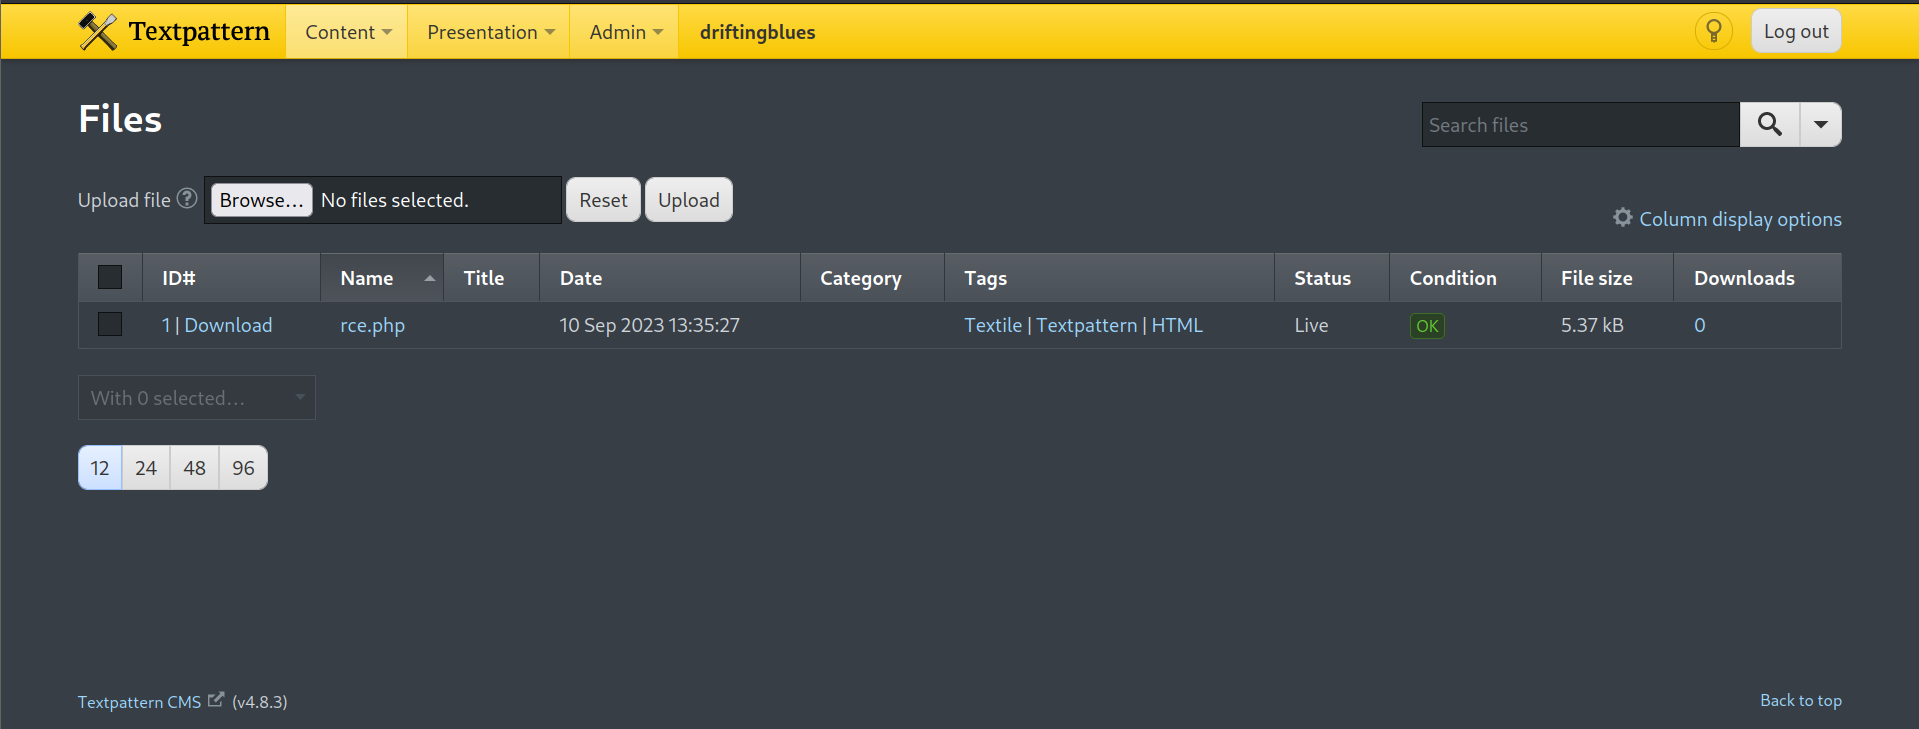 Textpattern Content Presentation Admin driftingblues Log out
Files
Search files
Upload file ? Browse... No files selected. Reset Upload
Column display options
ID# Name Title Date Category Tags Status Condition File size Downloads
1 | Download rce.php 10 Sep 2023 13:35:27 Textile | Textpattern | HTML Live OK 5.37 kB 0
With 0 selected...
12 24 48 96
Textpattern CMS (v4.8.3) Back to top